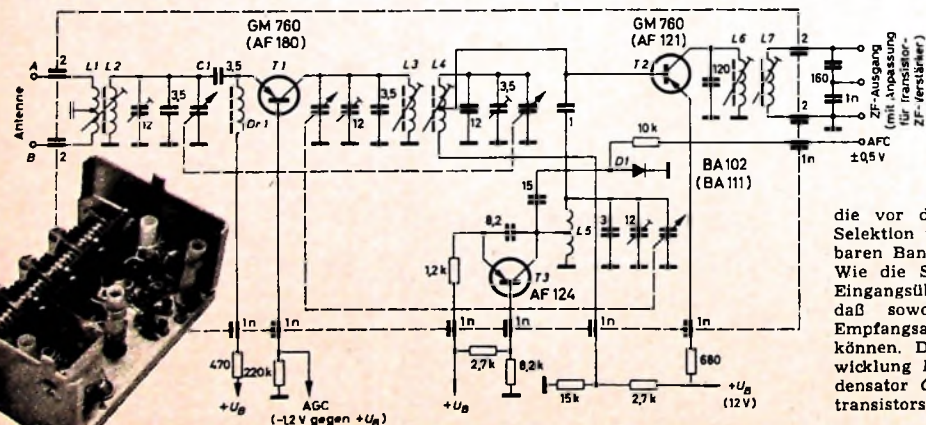 GM 760
(AF 180)
GM 760
(AF 121)
A
2
L1
L2
C1
3,5
T1
L3
L4
T2
L6
L7
2
Antenne
12
3,5
Dr 1
12
3,5
12
3,5
1
120
160
1n
ZF-Ausgang
(mit Anpassung
für Transistor-
ZF-Verstärker)
B
2
2
10k
D1
1n
AFC
±0,5 V
BA 102
(BA 111)
15
8,2
L5
3
12
1,2k
T3
AF 124
1n
1n
1n
1n
1n
1n
470
220k
2,7k
8,2k
15k
2,7k
680
+UB
AGC
(-1,2 V gegen +UB)
+UB
+UB
(12 V)
die vor d
Selektion
baren Ban
Wie die S
Eingangsüb
daß sowo
Empfangsa
können. D
wicklung
densator C
transistors